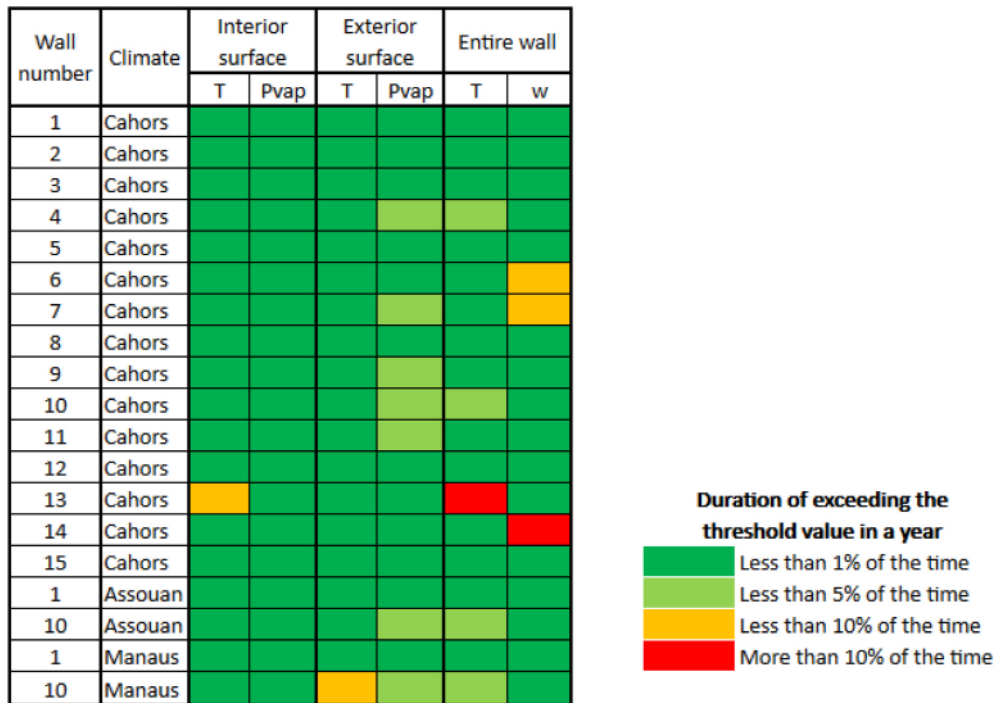 Wall number Climate Interior surface Exterior surface Entire wall
T Pvap T Pvap T w
1 Cahors
2 Cahors
3 Cahors
4 Cahors
5 Cahors
6 Cahors
7 Cahors
8 Cahors
9 Cahors
10 Cahors
11 Cahors
12 Cahors
13 Cahors
14 Cahors
15 Cahors
1 Assouan
10 Assouan
1 Manaus
10 Manaus
Duration of exceeding the
threshold value in a year
Less than 1% of the time
Less than 5% of the time
Less than 10% of the time
More than 10% of the time